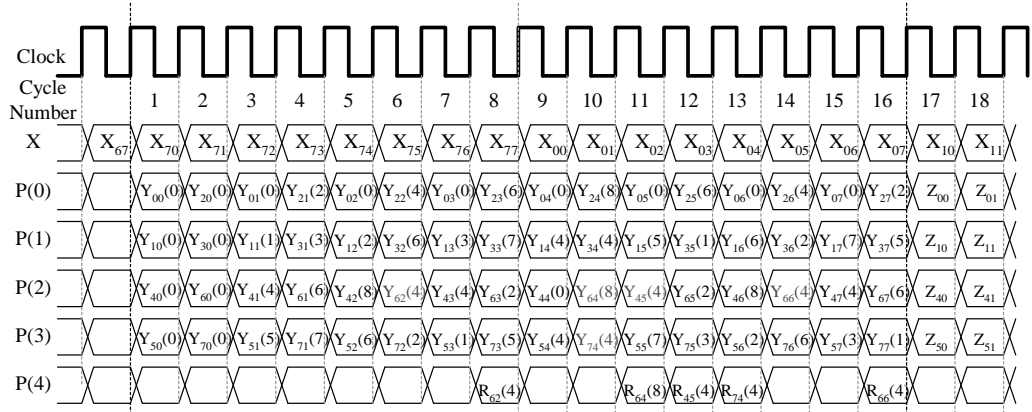 Clock
Cycle Number 1 2 3 4 5 6 7 8 9 10 11 12 13 14 15 16 17 18
X X₆₇ X₇₀ X₇₁ X₇₂ X₇₃ X₇₄ X₇₅ X₇₆ X₇₇ X₀₀ X₀₁ X₀₂ X₀₃ X₀₄ X₀₅ X₀₆ X₀₇ X₁₀ X₁₁
P(0) Y₀₀(0) Y₂₀(0) Y₀₁(0) Y₂₁(2) Y₀₂(0) Y₂₂(4) Y₀₃(0) Y₂₃(6) Y₀₄(0) Y₂₄(8) Y₀₅(0) Y₂₅(6) Y₀₆(0) Y₂₆(4) Y₀₇(0) Y₂₇(2) Z₀₀ Z₀₁
P(1) Y₁₀(0) Y₃₀(0) Y₁₁(1) Y₃₁(3) Y₁₂(2) Y₃₂(6) Y₁₃(3) Y₃₃(7) Y₁₄(4) Y₃₄(4) Y₁₅(5) Y₃₅(1) Y₁₆(6) Y₃₆(2) Y₁₇(7) Y₃₇(5) Z₁₀ Z₁₁
P(2) Y₄₀(0) Y₆₀(0) Y₄₁(4) Y₆₁(6) Y₄₂(8) Y₆₂(4) Y₄₃(4) Y₆₃(2) Y₄₄(0) Y₆₄(8) Y₄₅(4) Y₆₅(2) Y₄₆(8) Y₆₆(4) Y₄₇(4) Y₆₇(6) Z₄₀ Z₄₁
P(3) Y₅₀(0) Y₇₀(0) Y₅₁(5) Y₇₁(7) Y₅₂(6) Y₇₂(2) Y₅₃(1) Y₇₃(5) Y₅₄(4) Y₇₄(4) Y₅₅(7) Y₇₅(3) Y₅₆(2) Y₇₆(6) Y₅₇(3) Y₇₇(1) Z₅₀ Z₅₁
P(4) R₆₂(4) R₆₄(8) R₄₅(4) R₇₄(4) R₆₆(4)